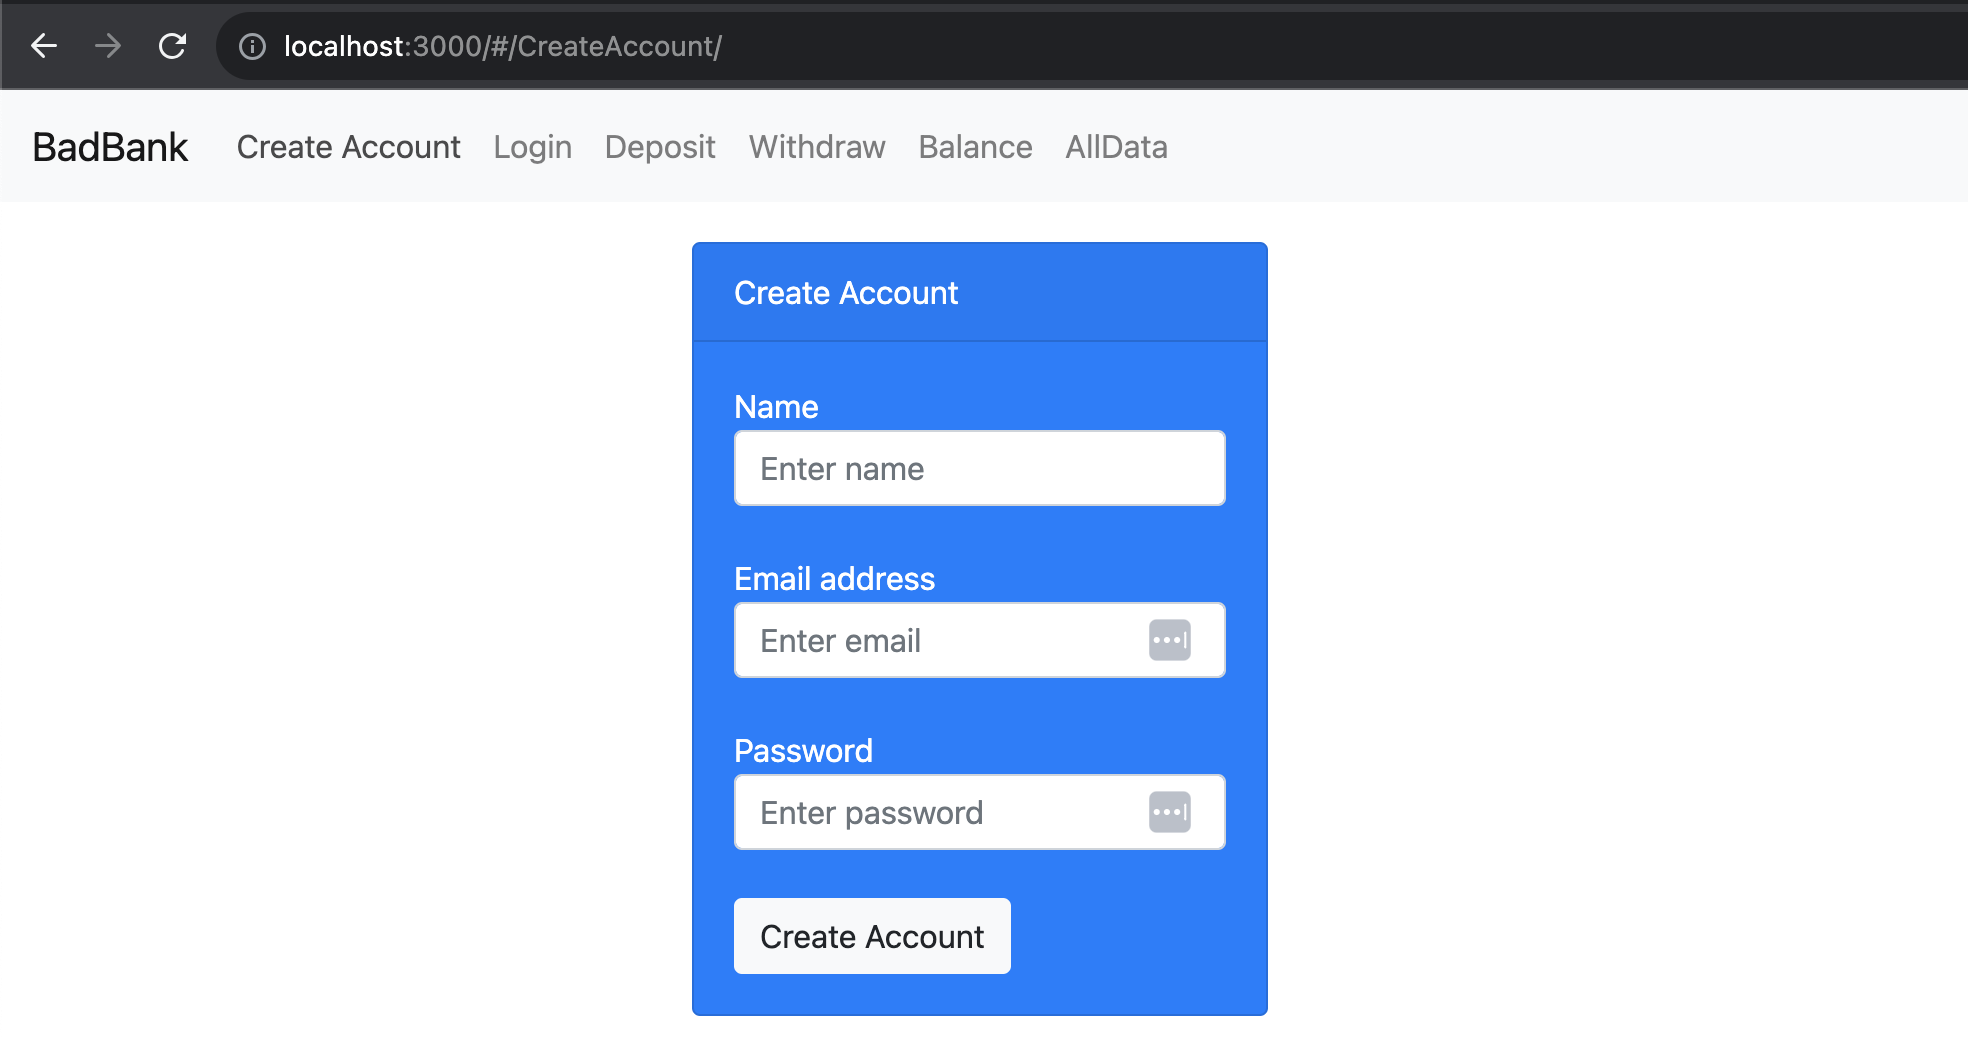 localhost:3000/#/CreateAccount/
BadBank Create Account Login Deposit Withdraw Balance AllData
Create Account
Name
Enter name
Email address
Enter email
Password
Enter password
Create Account